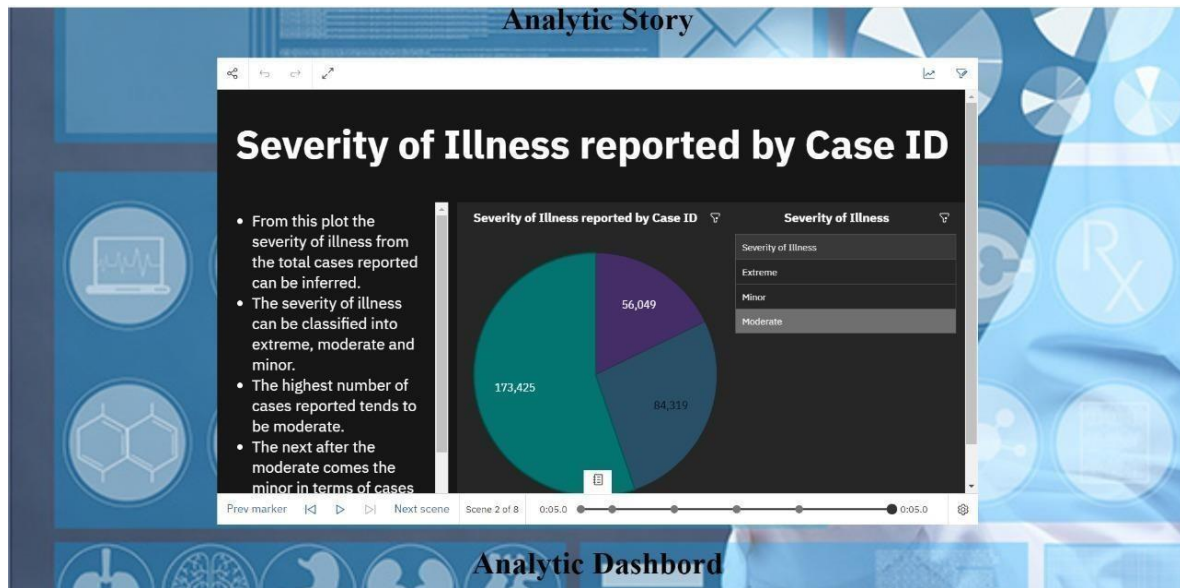 Analytic Story
Severity of Illness reported by Case ID
• From this plot the
severity of illness from
the total cases reported
can be inferred.
• The severity of illness
can be classified into
extreme, moderate and
minor.
• The highest number of
cases reported tends to
be moderate.
• The next after the
moderate comes the
minor in terms of cases
Severity of Illness reported by Case ID
56,049
173,425
84,319
Severity of Illness
Severity of Illness
Extreme
Minor
Moderate
Prev marker
Next scene
Scene 2 of 8
0:05.0
0:05.0
Analytic Dashbord
Rx